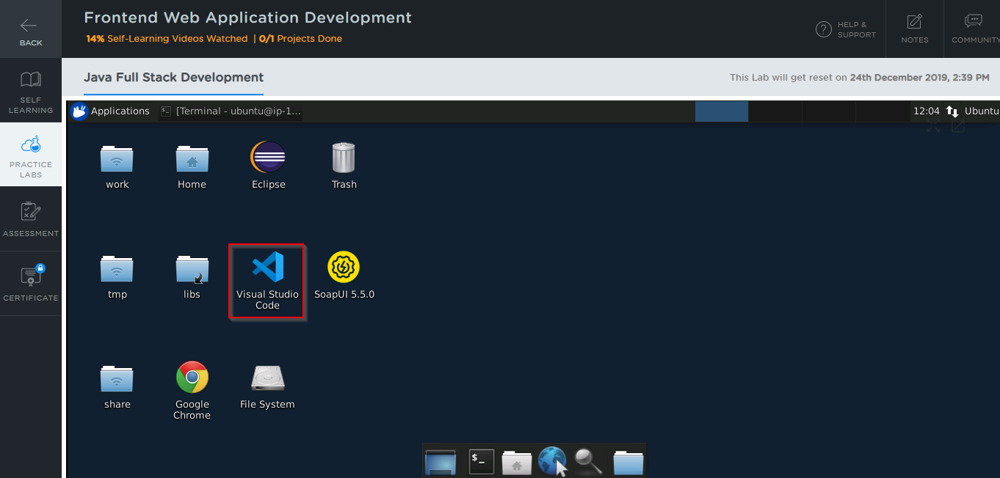 Frontend Web Application Development
14% Self-Learning Videos Watched | 0/1 Projects Done
BACK
HELP &
SUPPORT
NOTES
COMMUNITY
SELF
LEARNING
PRACTICE
LABS
ASSESSMENT
CERTIFICATE
Java Full Stack Development
This Lab will get reset on 24th December 2019, 2:39 PM
Applications
[Terminal - ubuntu@ip-1...
12:04
Ubuntu
work
Home
Eclipse
Trash
tmp
libs
Visual Studio
Code
SoapUI 5.5.0
share
Google
Chrome
File System
$_